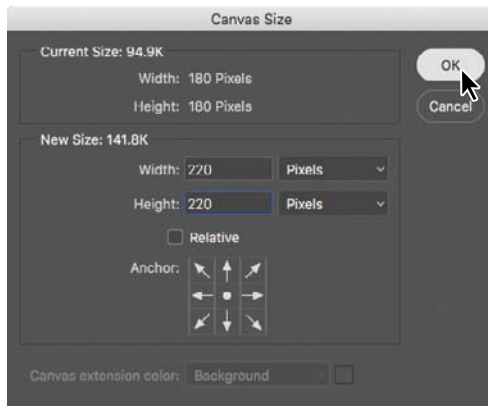 Canvas Size
Current Size: 94.9K
Width: 180 Pixels
Height: 180 Pixels
OK
Cancel
New Size: 141.8K
Width: 220 Pixels
Height: 220 Pixels
Relative
Anchor:
Canvas extension color: Background